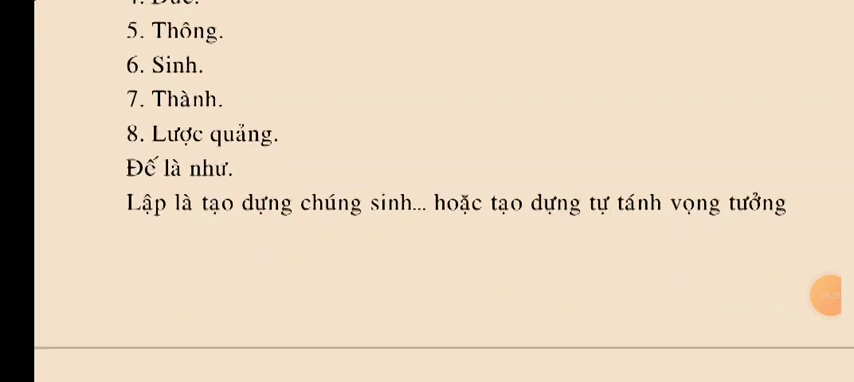 5. Thông.
6. Sinh.
7. Thành.
8. Lược quảng.
Đế là như.
Lập là tạo dựng chúng sinh... hoặc tạo dựng tự tánh vọng tưởng